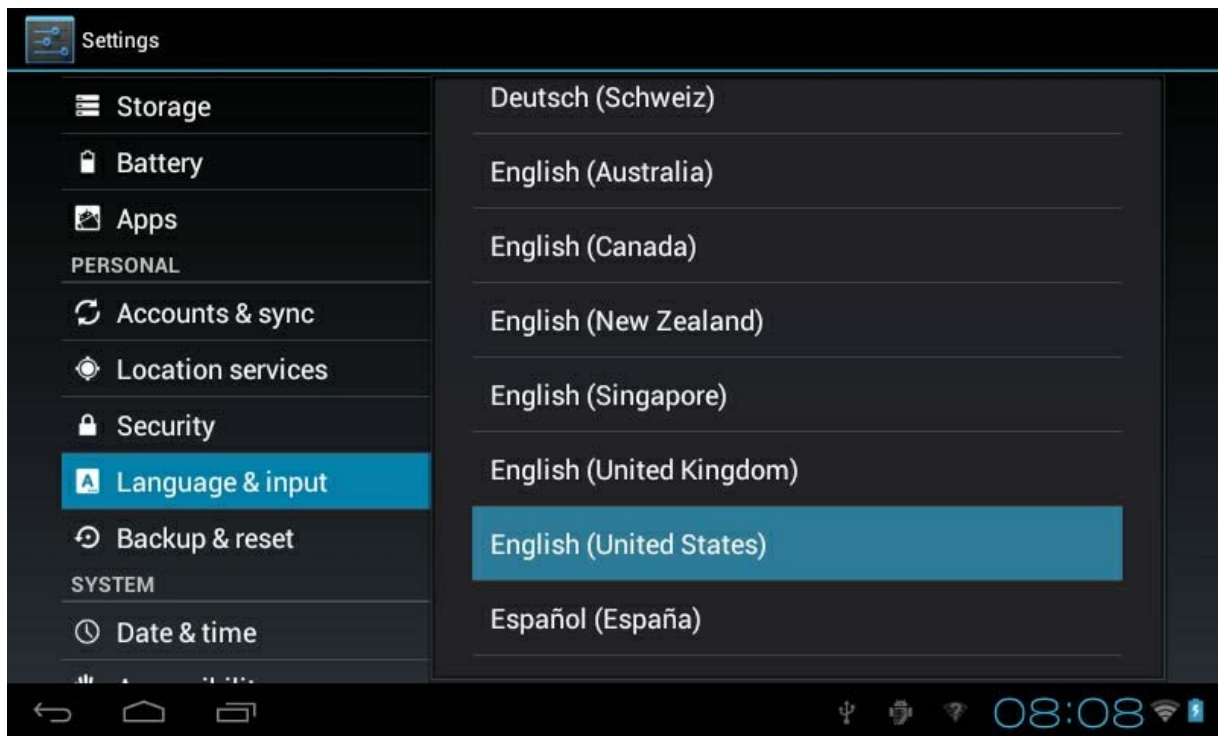 Settings
Storage
Battery
Apps
PERSONAL
Accounts & sync
Location services
Security
Language & input
Backup & reset
SYSTEM
Date & time
Deutsch (Schweiz)
English (Australia)
English (Canada)
English (New Zealand)
English (Singapore)
English (United Kingdom)
English (United States)
Español (España)
08:08